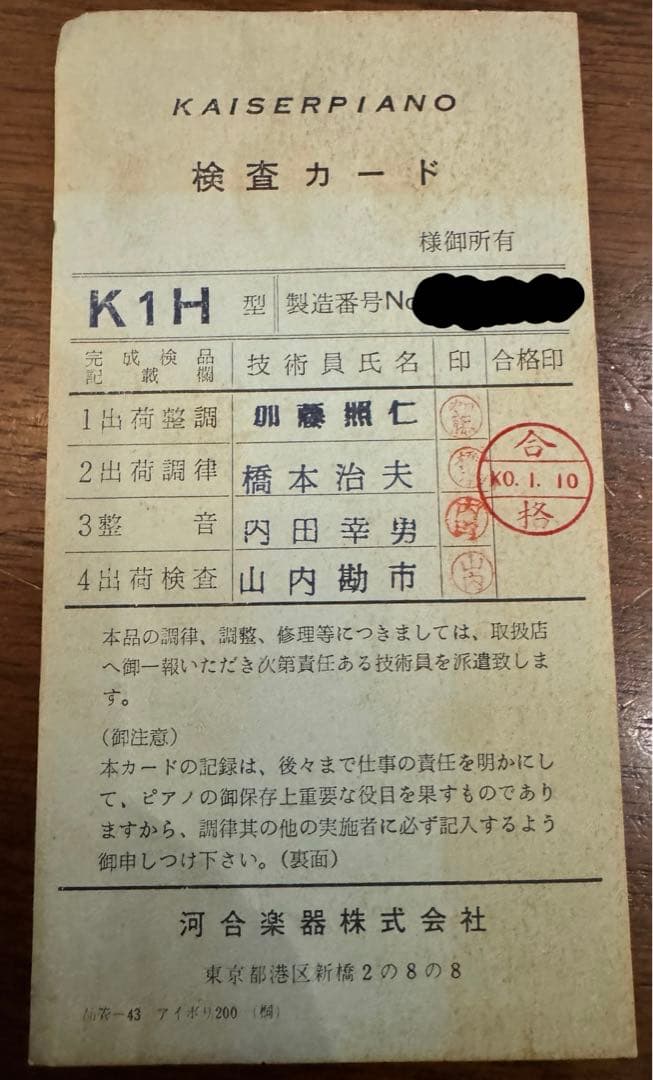 KAISERPIANO
検査カード
様御所有
K1H 型 製造番号No
完成検品記載欄 技術員氏名 印 合格印
1出荷整調 加藤照仁 加藤
2出荷調律 橋本治夫
合格 K0.1.10
3整音 内田幸男 内田
4出荷検査 山内勘市 山内
本品の調律、調整、修理等につきましては、取扱店
へ御一報いただき次第責任ある技術員を派遣致しま
す。
(御注意)
本カードの記録は、後々まで仕事の責任を明かにし
て、ピアノの御保存上重要な役目を果すものであり
ますから、調律其の他の実施者に必ず記入するよう
御申しつけ下さい。(裏面)
河合楽器株式会社
東京都港区新橋2の8の8
-43 アイボリ200